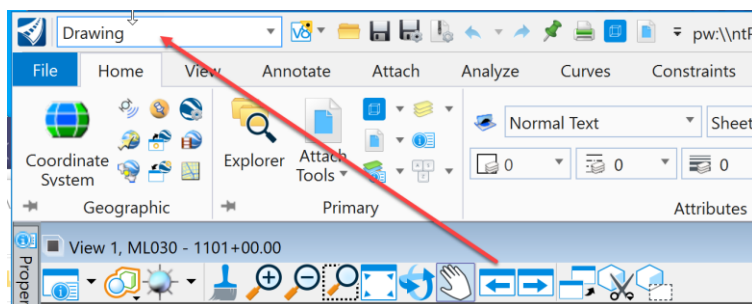 Drawing
pw:\\ntP
File Home View Annotate Attach Analyze Curves Constraints
Normal Text Sheet
Coordinate System Explorer Attach Tools
0 0 0
Geographic Primary Attributes
View 1, ML030 - 1101+00.00
Proper